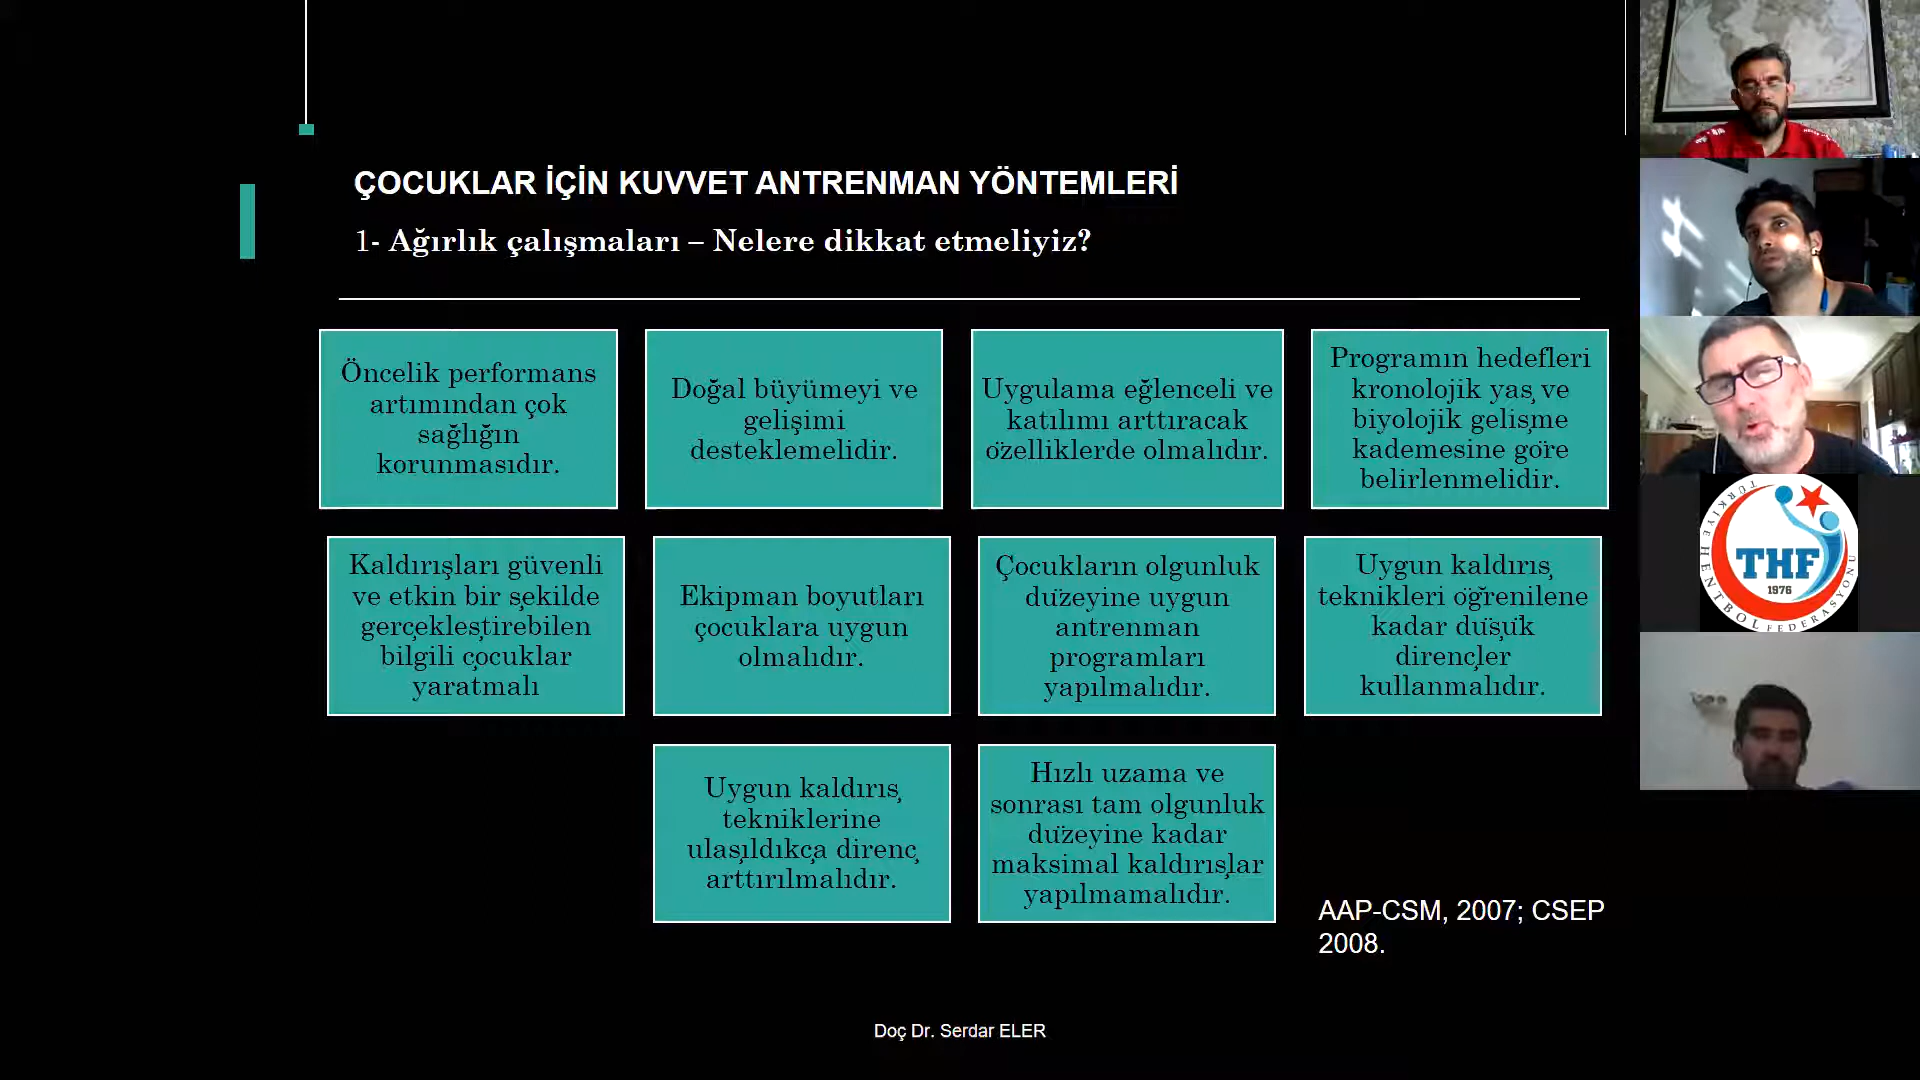 ÇOCUKLAR İÇİN KUVVET ANTRENMAN YÖNTEMLERİ
1- Ağırlık çalışmaları – Nelere dikkat etmeliyiz?
Öncelik performans
artımından çok
sağlığın
korunmasıdır.
Doğal büyümeyi ve
gelişimi
desteklemelidir.
Uygulama eğlenceli ve
katılımı arttıracak
özelliklerde olmalıdır.
Programın hedefleri
kronolojik yaş ve
biyolojik gelişme
kademesine göre
belirlenmelidir.
Kaldırışları güvenli
ve etkin bir şekilde
gerçekleştirebilen
bilgili çocuklar
yaratmalı
Ekipman boyutları
çocuklara uygun
olmalıdır.
Çocukların olgunluk
düzeyine uygun
antrenman
programları
yapılmalıdır.
Uygun kaldırış
teknikleri öğrenilene
kadar düşük
dirençler
kullanmalıdır.
Uygun kaldırış
tekniklerine
ulaşıldıkça direnç
arttırılmalıdır.
Hızlı uzama ve
sonrası tam olgunluk
düzeyine kadar
maksimal kaldırışlar
yapılmamalıdır.
AAP-CSM, 2007; CSEP
2008.
Doç Dr. Serdar ELER
TÜRKİYE HENTBOL FEDERASYONU
THF
1976